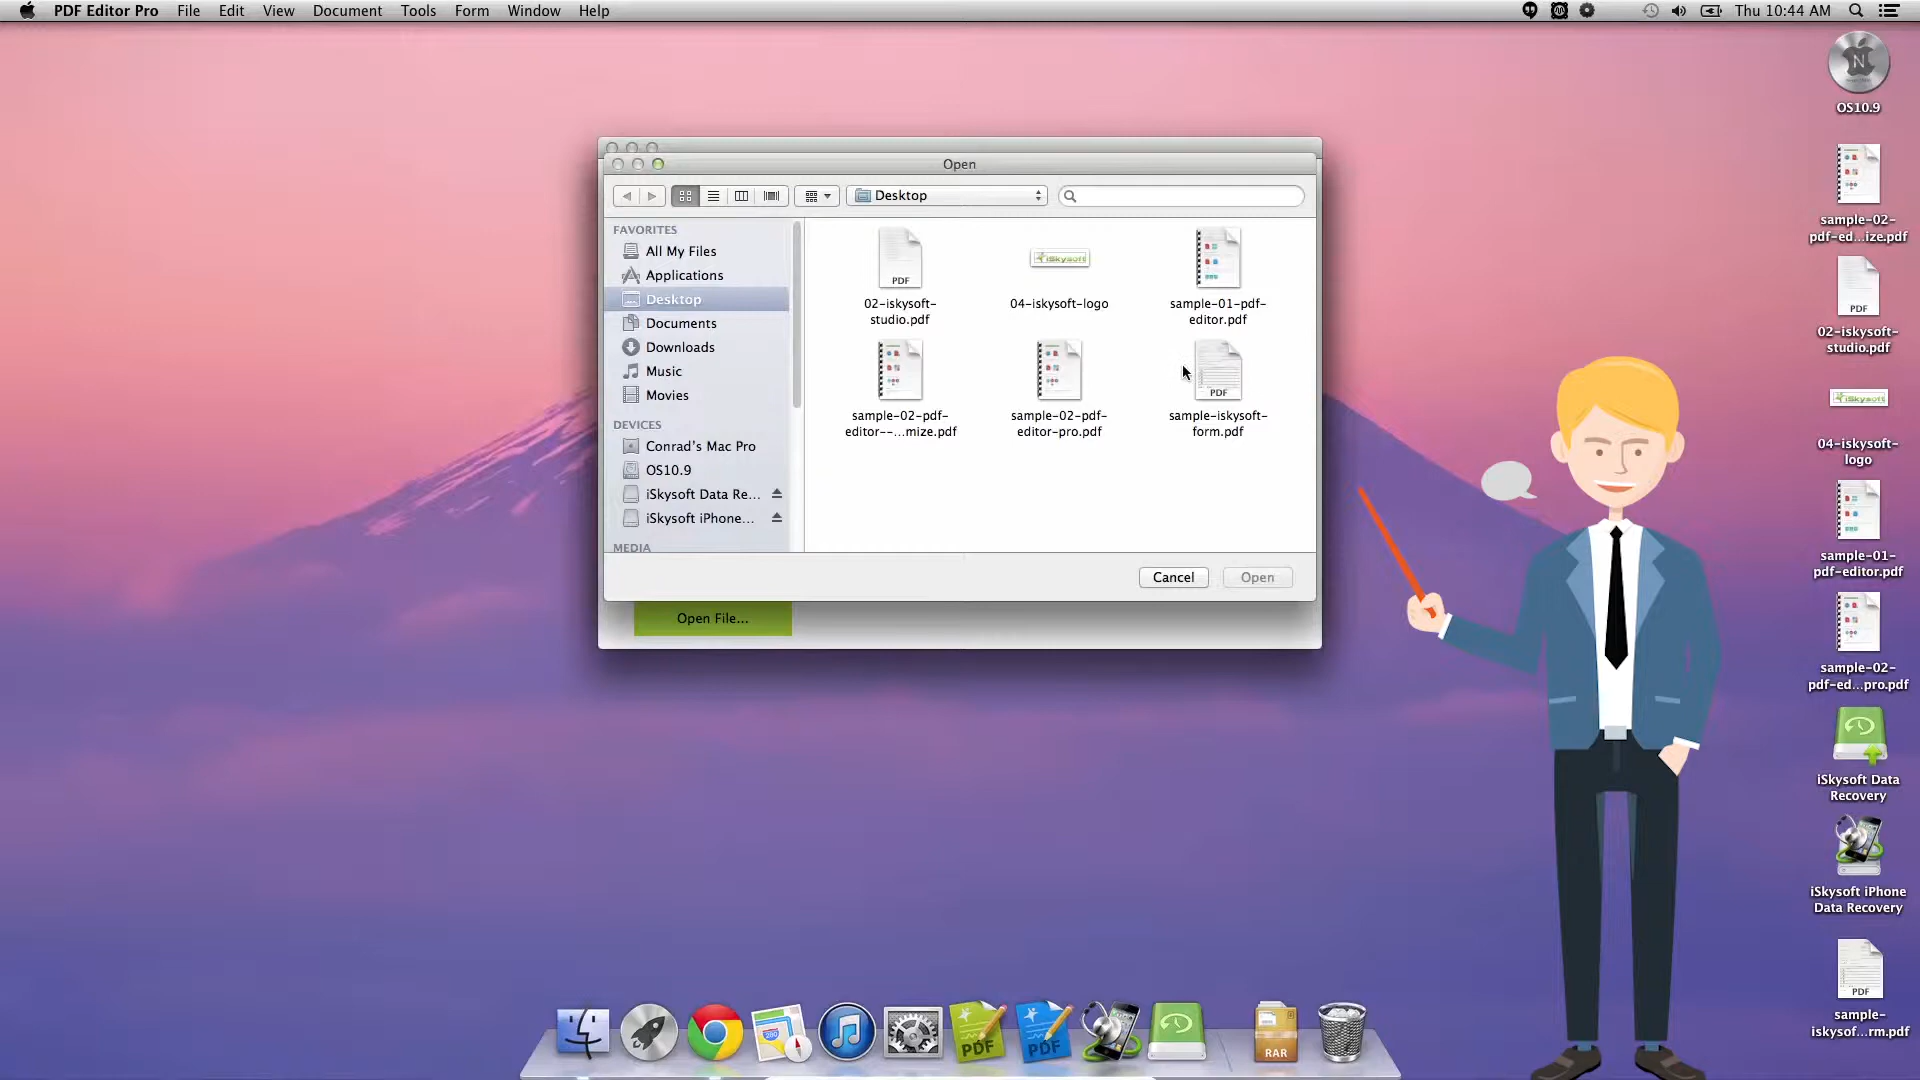 PDF Editor Pro File Edit View Document Tools Form Window Help
Thu 10:44 AM
Open
Desktop
FAVORITES
All My Files
Applications
Desktop
Documents
Downloads
Music
Movies
DEVICES
Conrad's Mac Pro
OS10.9
iSkysoft Data Re...
iSkysoft iPhone...
MEDIA
PDF
02-iskysoft-
studio.pdf
iSkysoft
04-iskysoft-logo
sample-01-pdf-
editor.pdf
sample-02-pdf-
editor--...mize.pdf
sample-02-pdf-
editor-pro.pdf
PDF
sample-iskysoft-
form.pdf
Cancel
Open
Open File...
N
OS10.9
sample-02-
pdf-ed...ize.pdf
PDF
02-iskysoft-
studio.pdf
iSkysoft
04-iskysoft-
logo
sample-01-
pdf-editor.pdf
sample-02-
pdf-ed...pro.pdf
iSkysoft Data
Recovery
iSkysoft iPhone
Data Recovery
PDF
sample-
iskysof...rm.pdf
280
PDF
PDF
RAR